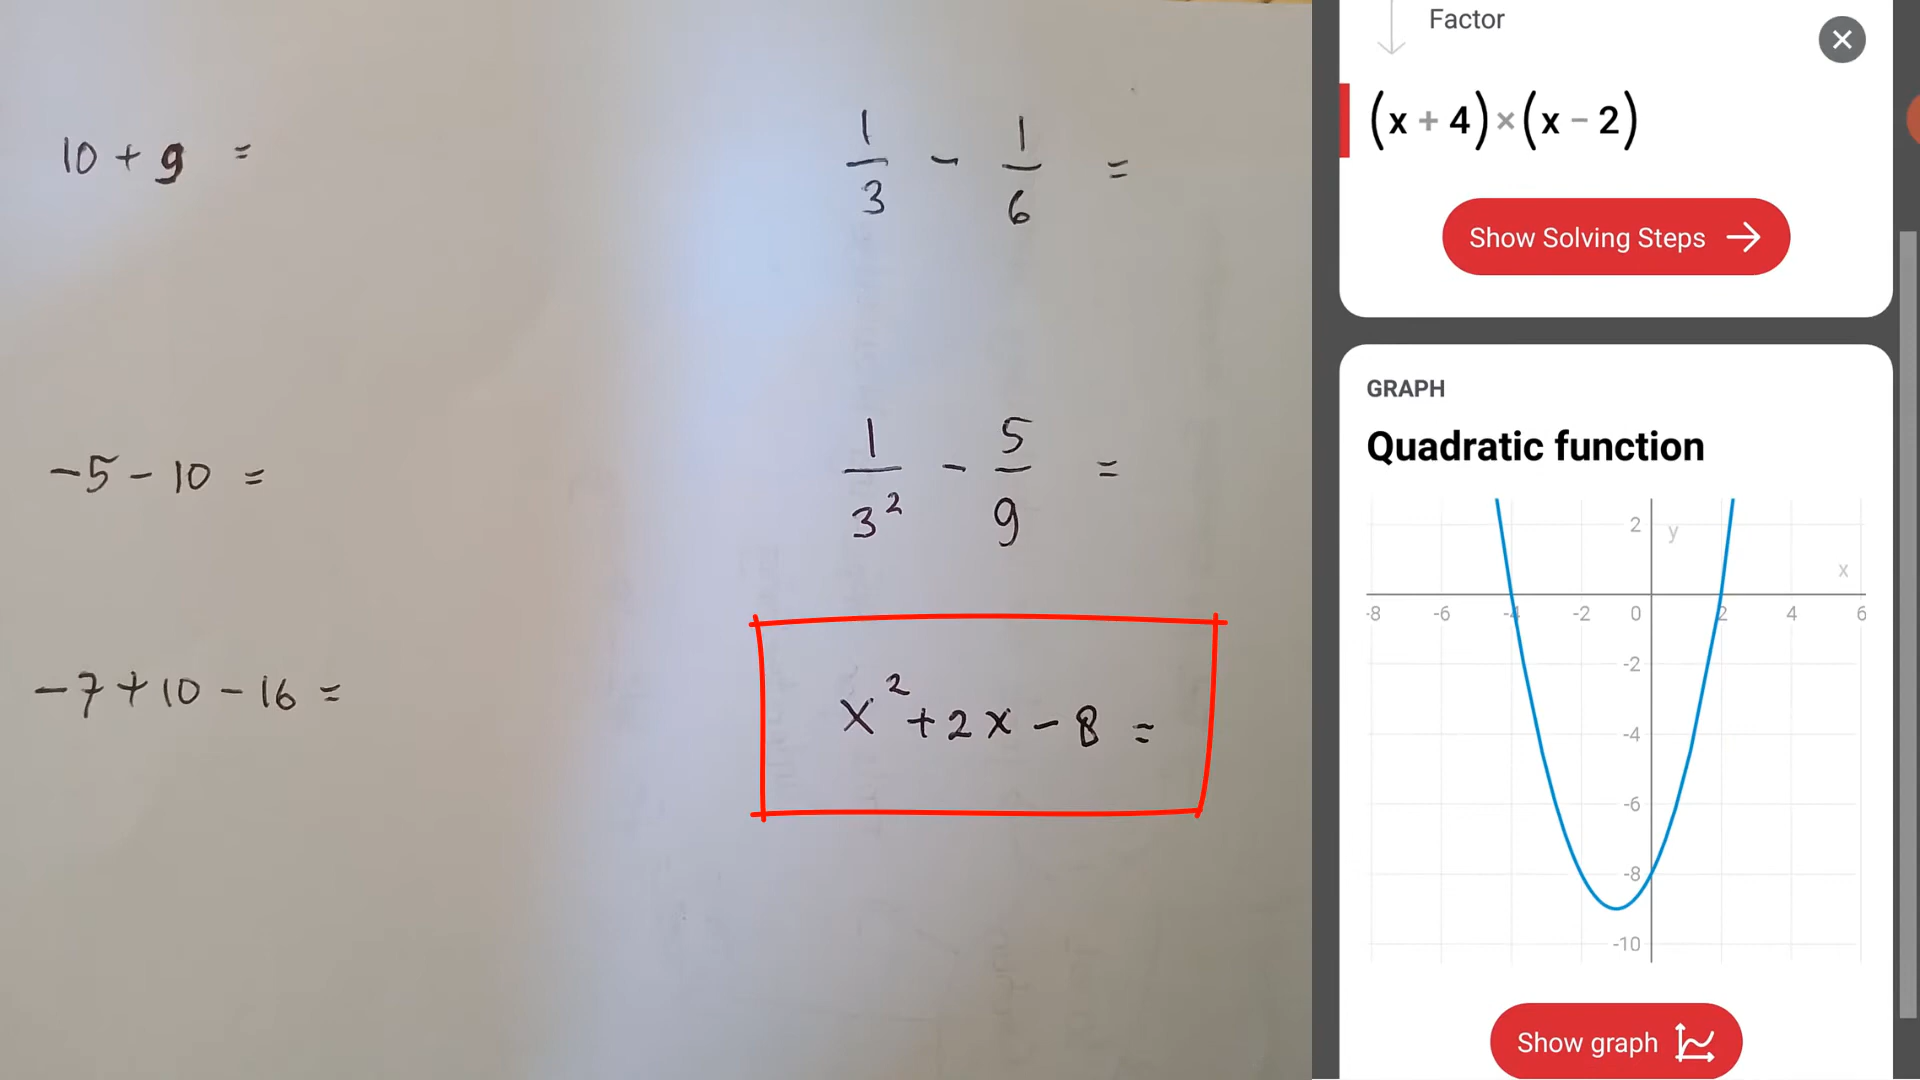 10 + 9 =
-5 - 10 =
-7 + 10 - 16 =
1/3 - 1/6 =
1/3² - 5/9 =
x² + 2x - 8 =
Factor
(x + 4) × (x - 2)
Show Solving Steps
GRAPH
Quadratic function
2
y
x
-8 -6 -4 -2 0 2 4 6
-2
-4
-6
-8
-10
Show graph